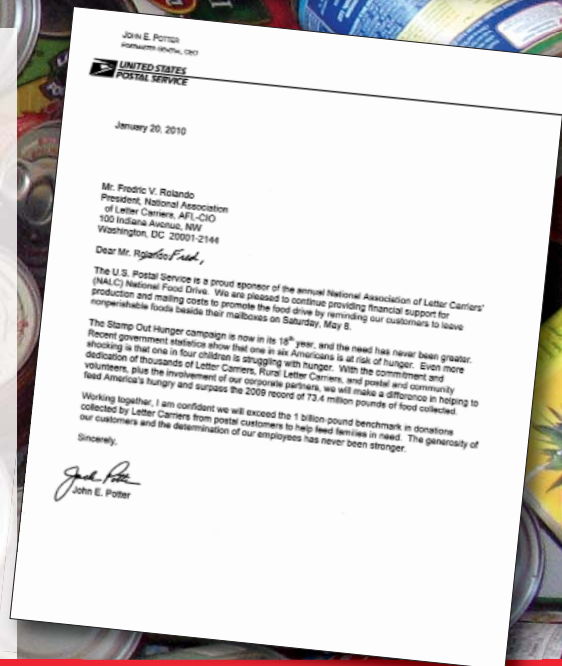 JOHN E. POTTER
POSTMASTER GENERAL, CEO
UNITED STATES
POSTAL SERVICE
January 20, 2010
Mr. Fredric V. Rolando
President, National Association
of Letter Carriers, AFL-CIO
100 Indiana Avenue, NW
Washington, DC 20001-2144
Dear Mr. Rolando Fred,
The U.S. Postal Service is a proud sponsor of the annual National Association of Letter Carriers'
(NALC) National Food Drive. We are pleased to continue providing financial support for
production and mailing costs to promote the food drive by reminding our customers to leave
nonperishable foods beside their mailboxes on Saturday, May 8.
The Stamp Out Hunger campaign is now in its 18th year, and the need has never been greater.
Recent government statistics show that one in six Americans is at risk of hunger. Even more
shocking is that one in four children is struggling with hunger. With the commitment and
dedication of thousands of Letter Carriers, Rural Letter Carriers, and postal and community
volunteers, plus the involvement of our corporate partners, we will make a difference in helping to
feed America's hungry and surpass the 2009 record of 73.4 million pounds of food collected.
Working together, I am confident we will exceed the 1 billion-pound benchmark in donations
collected by Letter Carriers from postal customers to help feed families in need. The generosity of
our customers and the determination of our employees has never been stronger.
Sincerely,
Jack Potter
John E. Potter